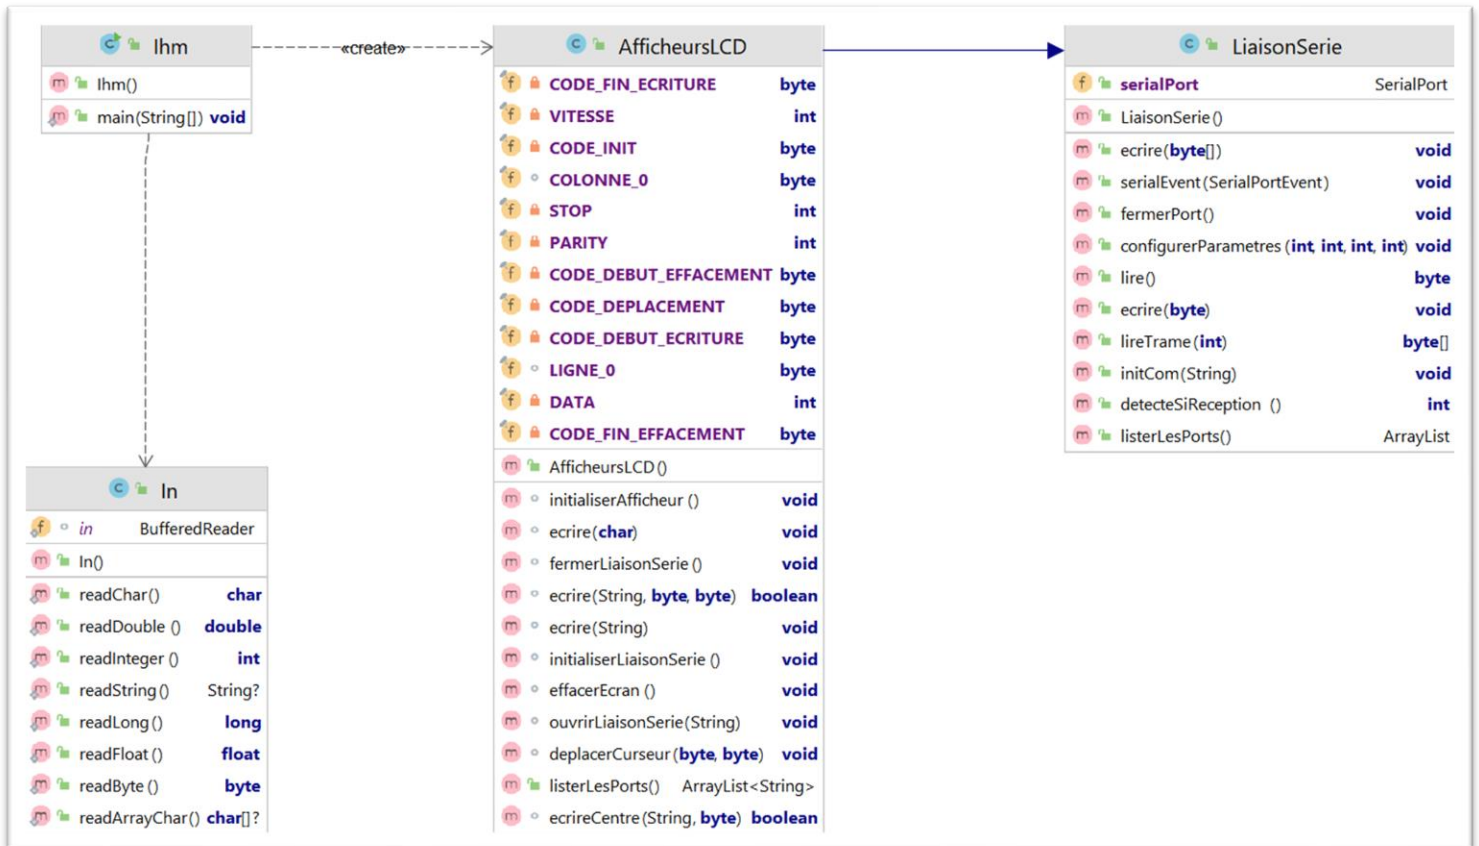 Ihm
Ihm()
main(String[]) void
«create»
AfficheursLCD
CODE_FIN_ECRITURE byte
VITESSE int
CODE_INIT byte
COLONNE_0 byte
STOP int
PARITY int
CODE_DEBUT_EFFACEMENT byte
CODE_DEPLACEMENT byte
CODE_DEBUT_ECRITURE byte
LIGNE_0 byte
DATA int
CODE_FIN_EFFACEMENT byte
AfficheursLCD()
initialiserAfficheur () void
ecrire(char) void
fermerLiaisonSerie () void
ecrire(String, byte, byte) boolean
ecrire(String) void
initialiserLiaisonSerie () void
effacerEcran () void
ouvrirLiaisonSerie(String) void
deplacerCurseur(byte, byte) void
listerLesPorts() ArrayList<String>
ecrireCentre(String, byte) boolean
LiaisonSerie
serialPort SerialPort
LiaisonSerie()
ecrire(byte[]) void
serialEvent(SerialPortEvent) void
fermerPort() void
configurerParametres (int, int, int, int) void
lire() byte
ecrire(byte) void
lireTrame(int) byte[]
initCom(String) void
detecteSiReception () int
listerLesPorts() ArrayList
In
in BufferedReader
In()
readChar() char
readDouble () double
readInteger () int
readString() String?
readLong() long
readFloat() float
readByte() byte
readArrayChar() char[]?